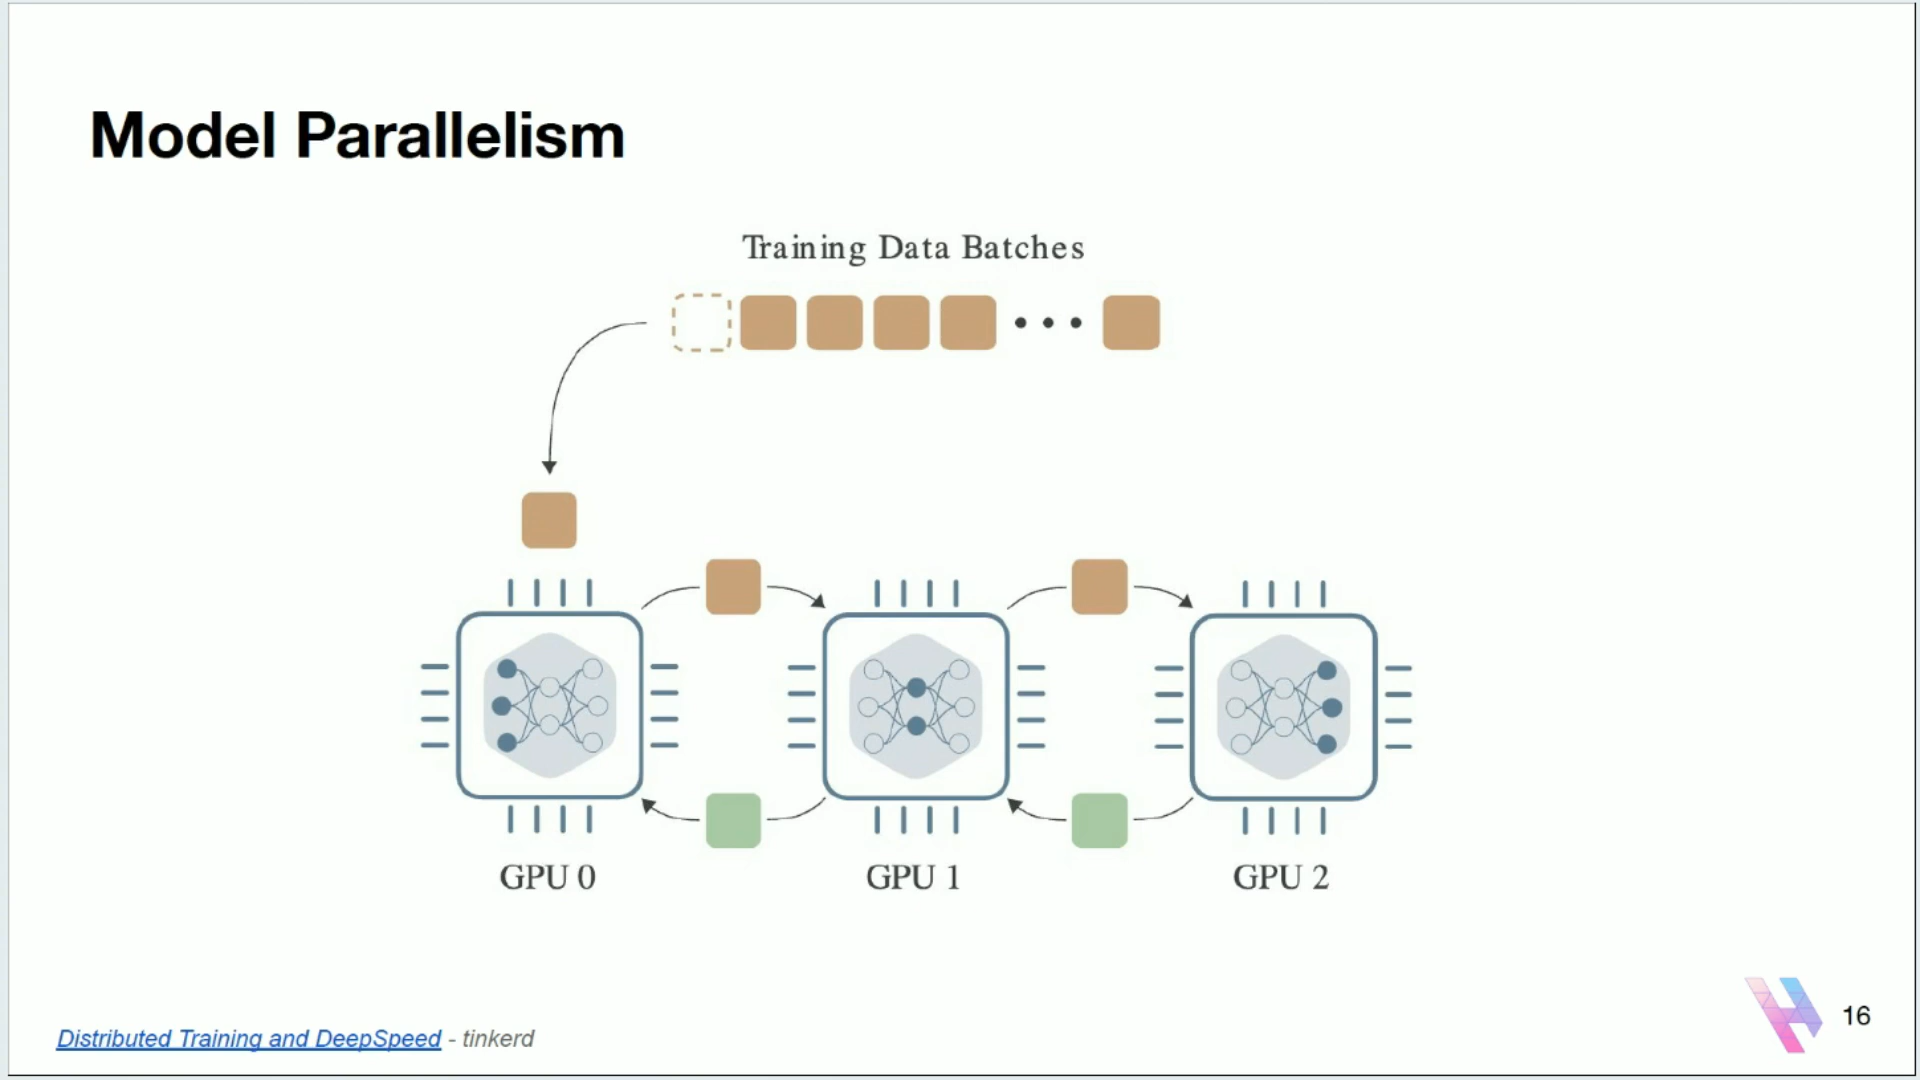 Model Parallelism
Training Data Batches
GPU 0
GPU 1
GPU 2
Distributed Training and DeepSpeed - tinkerd
16